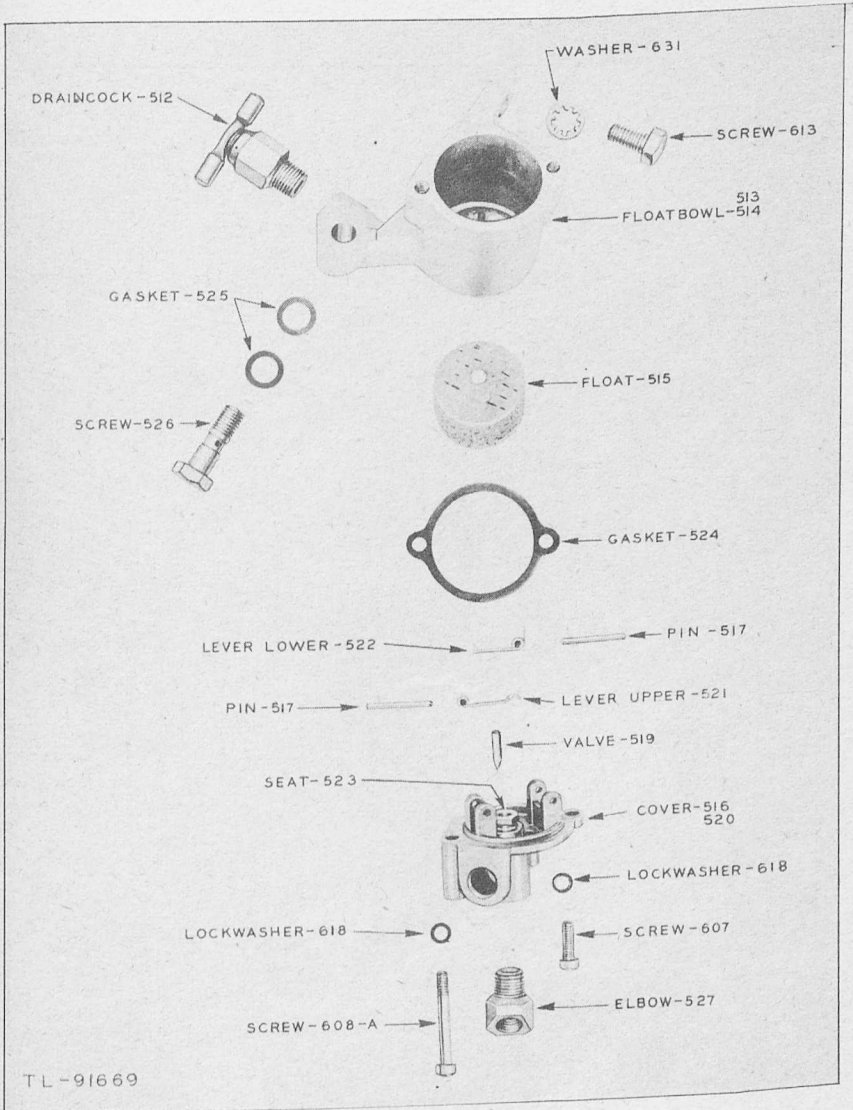 WASHER-631
DRAINCOCK-512
SCREW-613
513
FLOATBOWL-514
GASKET-525
FLOAT-515
SCREW-526
GASKET-524
LEVER LOWER-522
PIN-517
PIN-517
LEVER UPPER-521
VALVE-519
SEAT-523
COVER-516
520
LOCKWASHER-618
LOCKWASHER-618
SCREW-607
ELBOW-527
SCREW-608-A
TL-91669